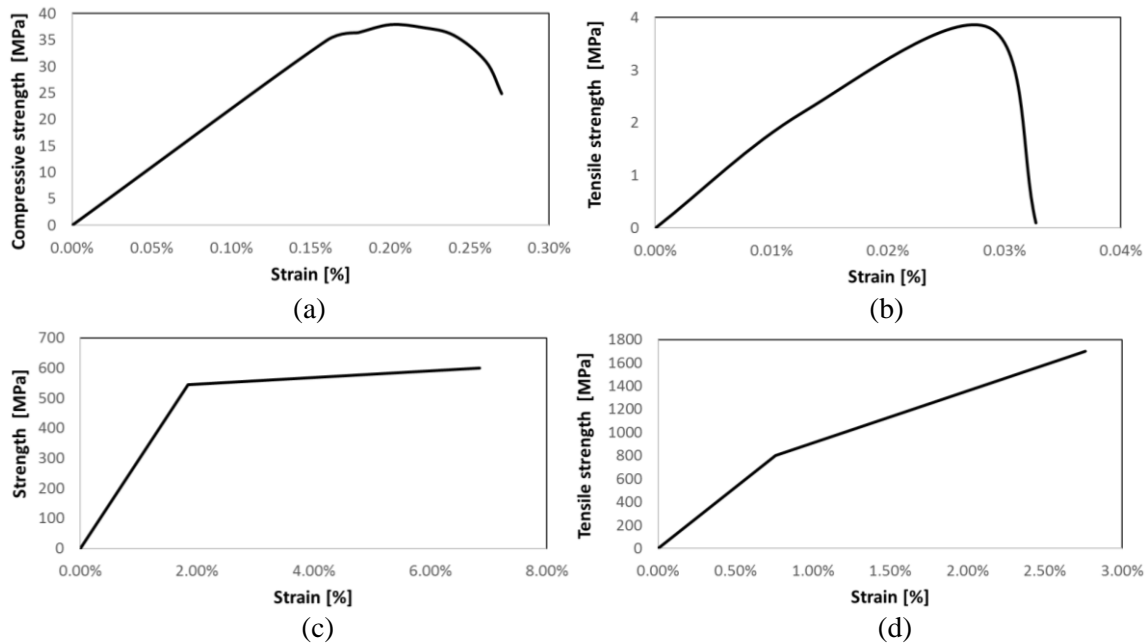 Compressive strength [MPa]
40
35
30
25
20
15
10
5
0
0.00% 0.05% 0.10% 0.15% 0.20% 0.25% 0.30%
Strain [%]
(a)
Tensile strength [MPa]
4
3
2
1
0
0.00% 0.01% 0.02% 0.03% 0.04%
Strain [%]
(b)
Strength [MPa]
700
600
500
400
300
200
100
0
0.00% 2.00% 4.00% 6.00% 8.00%
Strain [%]
(c)
Tensile strength [MPa]
1800
1600
1400
1200
1000
800
600
400
200
0
0.00% 0.50% 1.00% 1.50% 2.00% 2.50% 3.00%
Strain [%]
(d)